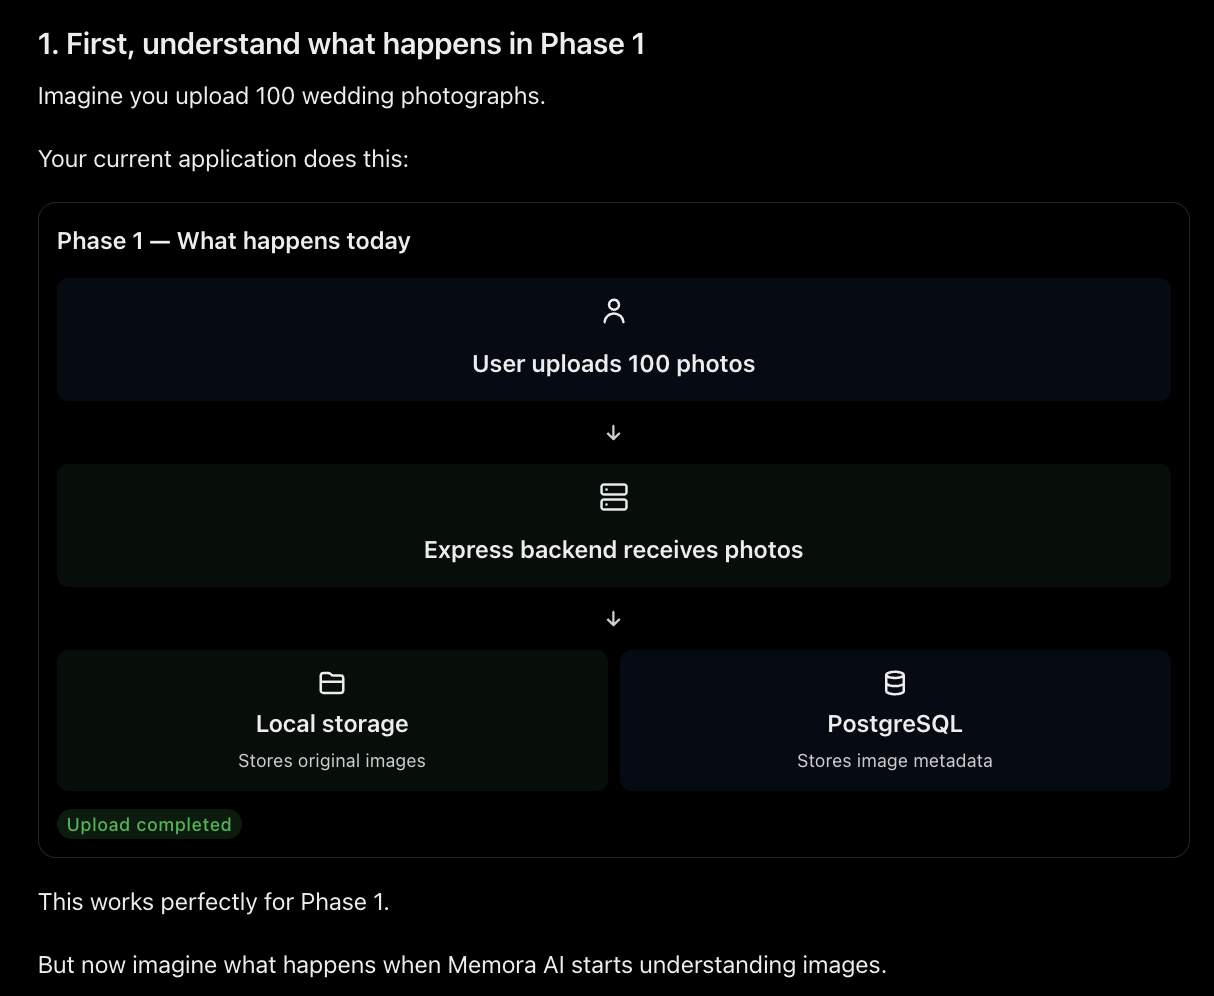 1. First, understand what happens in Phase 1
Imagine you upload 100 wedding photographs.
Your current application does this:
Phase 1 — What happens today
User uploads 100 photos
Express backend receives photos
Local storage
Stores original images
PostgreSQL
Stores image metadata
Upload completed
This works perfectly for Phase 1.
But now imagine what happens when Memora AI starts understanding images.